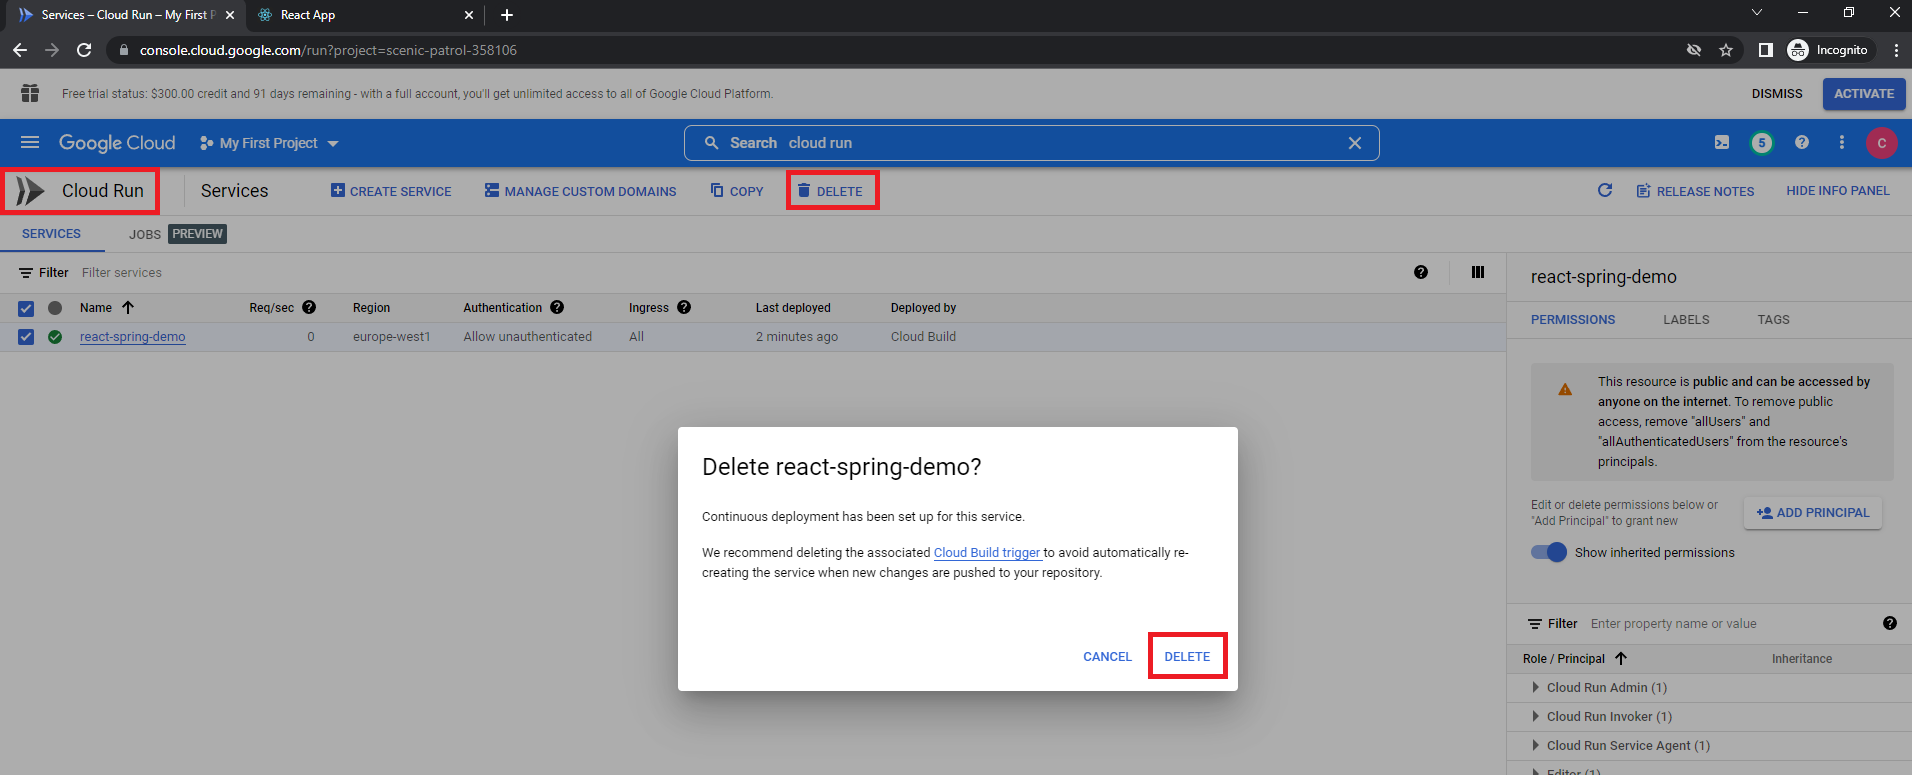 Services – Cloud Run – My First P
React App
console.cloud.google.com/run?project=scenic-patrol-358106
Incognito
Free trial status: $300.00 credit and 91 days remaining - with a full account, you'll get unlimited access to all of Google Cloud Platform.
DISMISS
ACTIVATE
Google Cloud
My First Project
Search cloud run
5
C
Cloud Run
Services
CREATE SERVICE
MANAGE CUSTOM DOMAINS
COPY
DELETE
RELEASE NOTES
HIDE INFO PANEL
SERVICES
JOBS PREVIEW
Filter Filter services
Name Req/sec Region Authentication Ingress Last deployed Deployed by
react-spring-demo 0 europe-west1 Allow unauthenticated All 2 minutes ago Cloud Build
Delete react-spring-demo?
Continuous deployment has been set up for this service.
We recommend deleting the associated Cloud Build trigger to avoid automatically re-
creating the service when new changes are pushed to your repository.
CANCEL
DELETE
react-spring-demo
PERMISSIONS
LABELS
TAGS
This resource is public and can be accessed by
anyone on the internet. To remove public
access, remove "allUsers" and
"allAuthenticatedUsers" from the resource's
principals.
Edit or delete permissions below or
"Add Principal" to grant new
ADD PRINCIPAL
Show inherited permissions
Filter Enter property name or value
Role / Principal Inheritance
Cloud Run Admin (1)
Cloud Run Invoker (1)
Cloud Run Service Agent (1)
Editor (1)